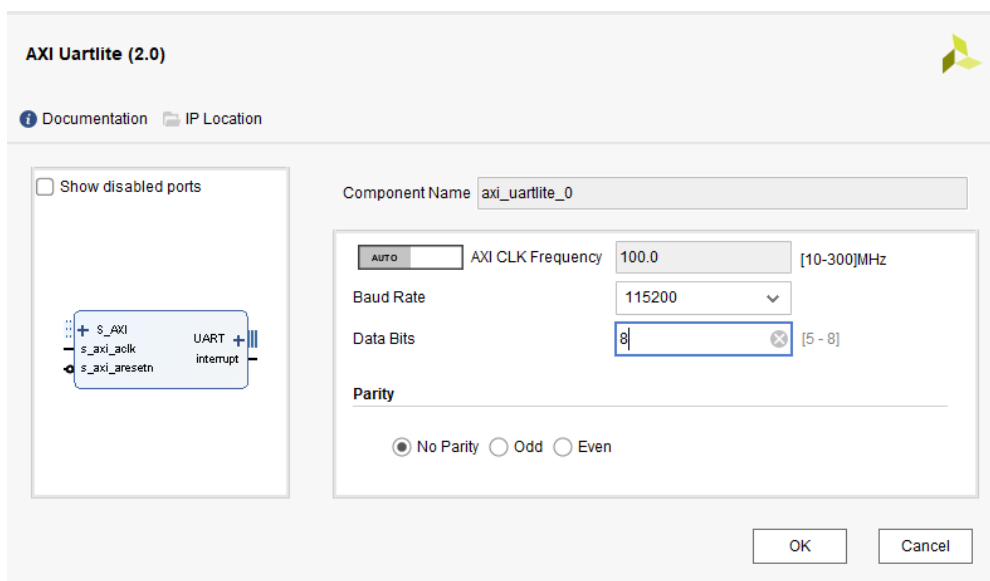 AXI Uartlite (2.0)
Documentation IP Location
Show disabled ports
S_AXI
s_axi_aclk
s_axi_aresetn
UART
interrupt
Component Name axi_uartlite_0
AUTO AXI CLK Frequency 100.0 [10-300]MHz
Baud Rate 115200
Data Bits 8 [5 - 8]
Parity
No Parity Odd Even
OK Cancel